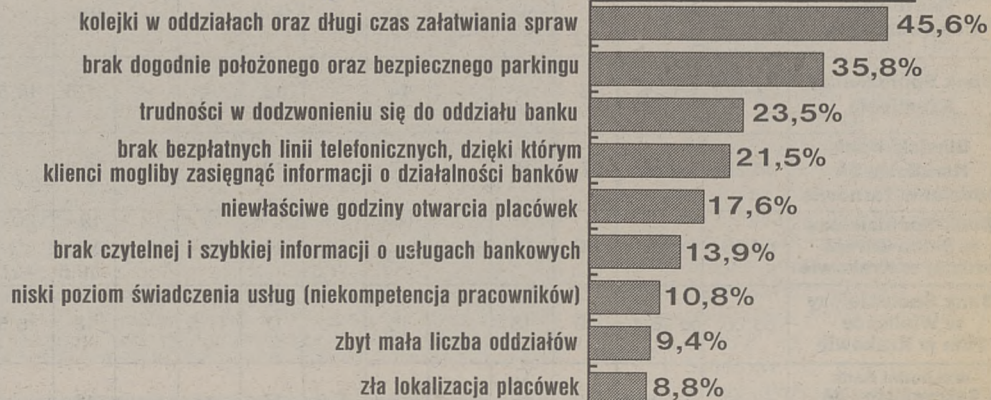 kolejki w oddziałach oraz długi czas załatwiania spraw 45,6%
brak dogodnie położonego oraz bezpiecznego parkingu 35,8%
trudności w dodzwonieniu się do oddziału banku 23,5%
brak bezpłatnych linii telefonicznych, dzięki którym
klienci mogliby zasięgnąć informacji o działalności banków 21,5%
niewłaściwe godziny otwarcia placówek 17,6%
brak czytelnej i szybkiej informacji o usługach bankowych 13,9%
niski poziom świadczenia usług (niekompetencja pracowników) 10,8%
zbyt mała liczba oddziałów 9,4%
zła lokalizacja placówek 8,8%